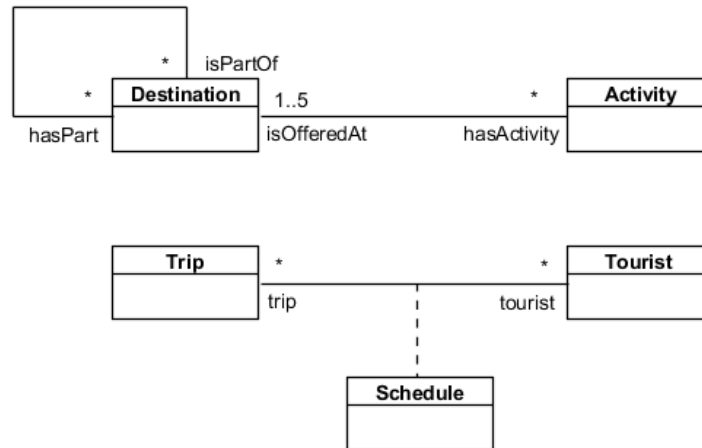 * isPartOf
* Destination 1..5 * Activity
hasPart isOfferedAt hasActivity
Trip * * Tourist
trip tourist
Schedule